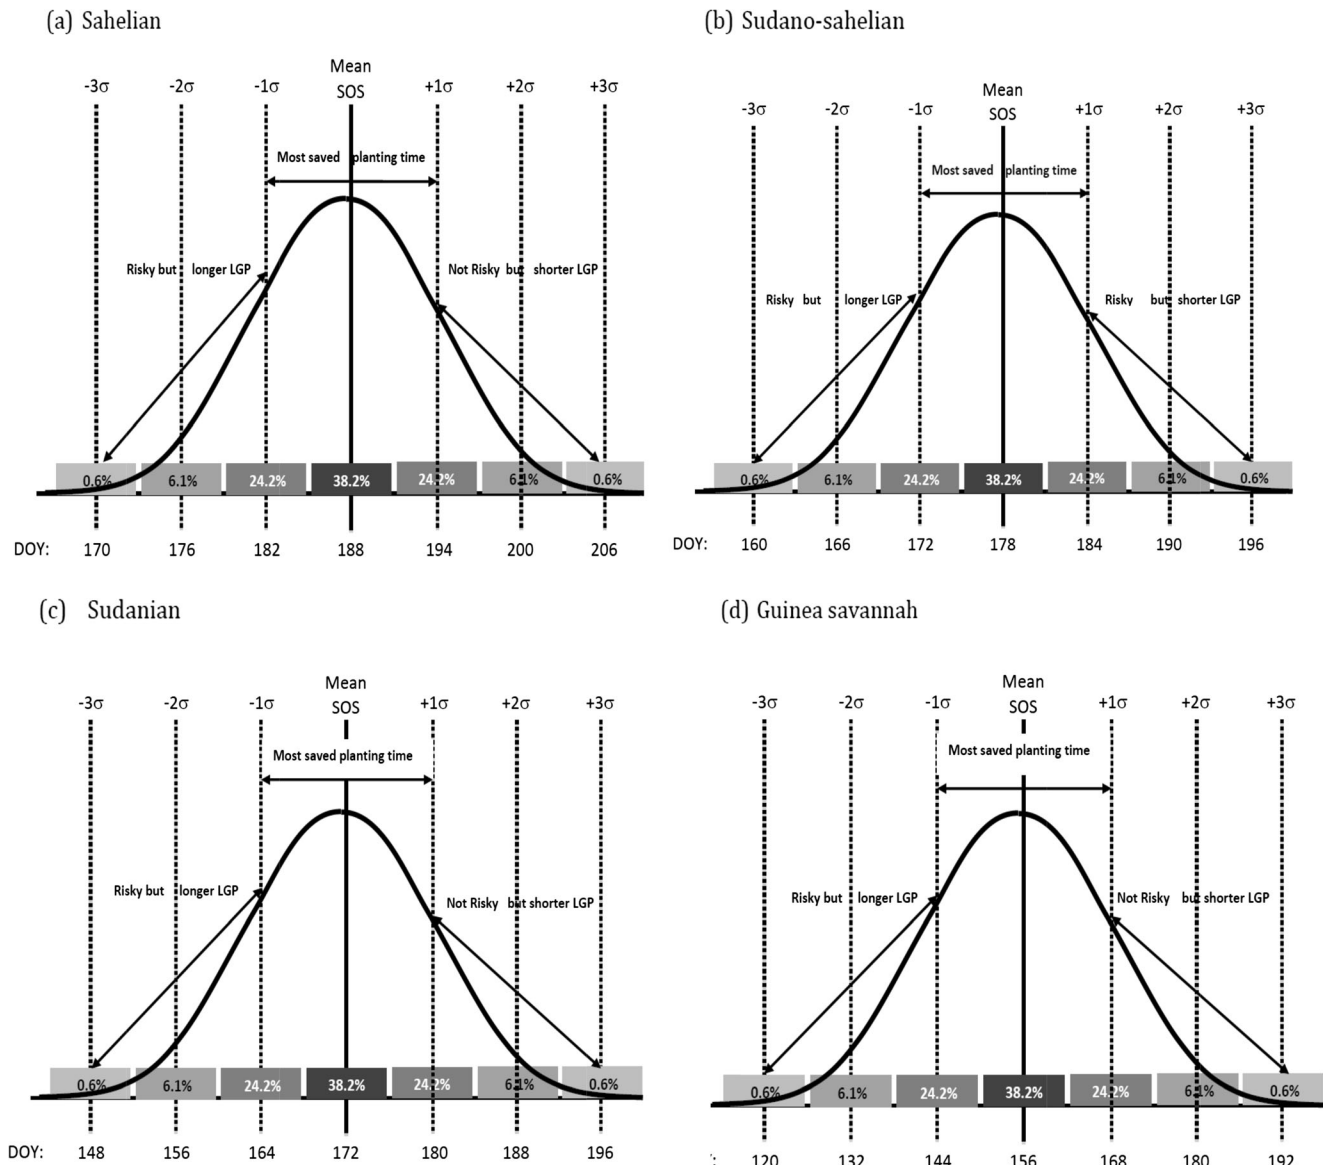 (a) Sahelian
Mean
-3σ -2σ -1σ SOS +1σ +2σ +3σ
Most saved planting time
Risky but longer LGP Not Risky but shorter LGP
0.6% 6.1% 24.2% 38.2% 24.2% 6.1% 0.6%
DOY: 170 176 182 188 194 200 206
(b) Sudano-sahelian
Mean
-3σ -2σ -1σ SOS +1σ +2σ +3σ
Most saved planting time
Risky but longer LGP Risky but shorter LGP
0.6% 6.1% 24.2% 38.2% 24.2% 6.1% 0.6%
DOY: 160 166 172 178 184 190 196
(c) Sudanian
Mean
-3σ -2σ -1σ SOS +1σ +2σ +3σ
Most saved planting time
Risky but longer LGP Not Risky but shorter LGP
0.6% 6.1% 24.2% 38.2% 24.2% 6.1% 0.6%
DOY: 148 156 164 172 180 188 196
(d) Guinea savannah
Mean
-3σ -2σ -1σ SOS +1σ +2σ +3σ
Most saved planting time
Risky but longer LGP Not Risky but shorter LGP
0.6% 6.1% 24.2% 38.2% 24.2% 6.1% 0.6%
120 132 144 156 168 180 192